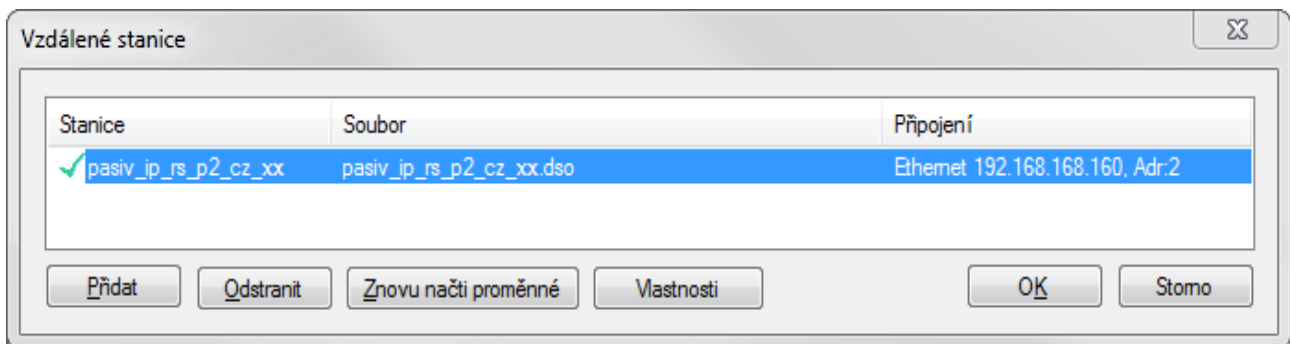 Vzdálené stanice
Stanice Soubor Připojení
pasiv_ip_rs_p2_cz_xx pasiv_ip_rs_p2_cz_xx.dso Ethernet 192.168.168.160, Adr:2
Přidat Odstranit Znovu načti proměnné Vlastnosti OK Storno